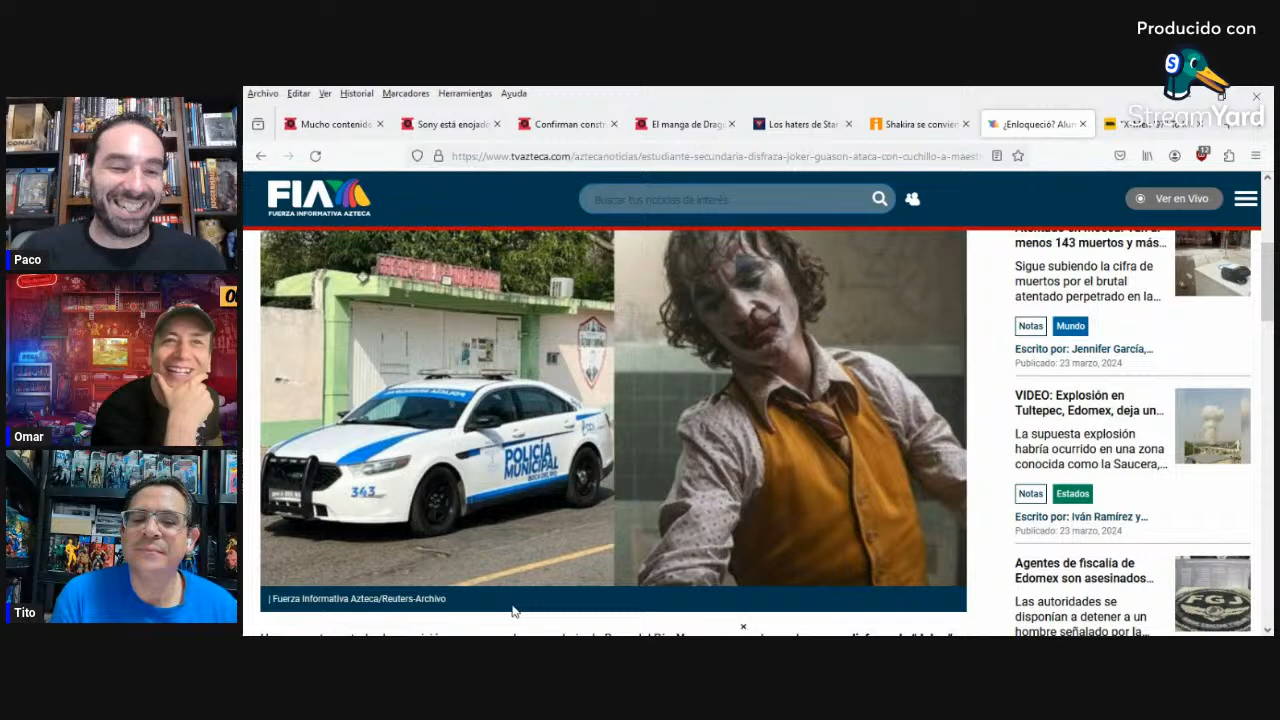 Producido con
S
StreamYard
Archivo Editar Ver Historial Marcadores Herramientas Ayuda
Mucho contenido
Sony está enojado
Confirman constr
El manga de Drag
Los haters de Star
Shakira se convier
¿Enloqueció? Alum
https://www.tvazteca.com/aztecanoticias/estudiante-secundaria-disfraza-joker-guason-ataca-con-cuchillo-a-maest
12
FIA
FUERZA INFORMATIVA AZTECA
Buscar tus noticias de interés
Ver en Vivo
POLICÍA
MUNICIPAL
343
| Fuerza Informativa Azteca/Reuters-Archivo
menos 143 muertos y más...
Sigue subiendo la cifra de
muertos por el brutal
atentado perpetrado en la...
Notas Mundo
Escrito por: Jennifer García,...
Publicado: 23 marzo, 2024
VIDEO: Explosión en
Tultepec, Edomex, deja un...
La supuesta explosión
habría ocurrido en una zona
conocida como la Saucera,...
Notas Estados
Escrito por: Iván Ramírez y...
Publicado: 23 marzo, 2024
Agentes de fiscalía de
Edomex son asesinados...
Las autoridades se
disponían a detener a un
hombre señalado por la...
FGJ
Paco
Omar
Tito